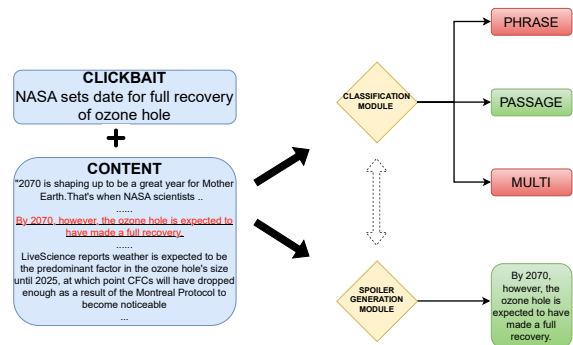 CLICKBAIT
NASA sets date for full recovery
of ozone hole
+
CONTENT
"2070 is shaping up to be a great year for Mother
Earth.That's when NASA scientists ..
......
By 2070, however, the ozone hole is expected to
have made a full recovery.
......
LiveScience reports weather is expected to be
the predominant factor in the ozone hole's size
until 2025, at which point CFCs will have dropped
enough as a result of the Montreal Protocol to
become noticeable
...
CLASSIFICATION
MODULE
PHRASE
PASSAGE
MULTI
SPOILER
GENERATION
MODULE
By 2070,
however, the
ozone hole is
expected to have
made a full
recovery.